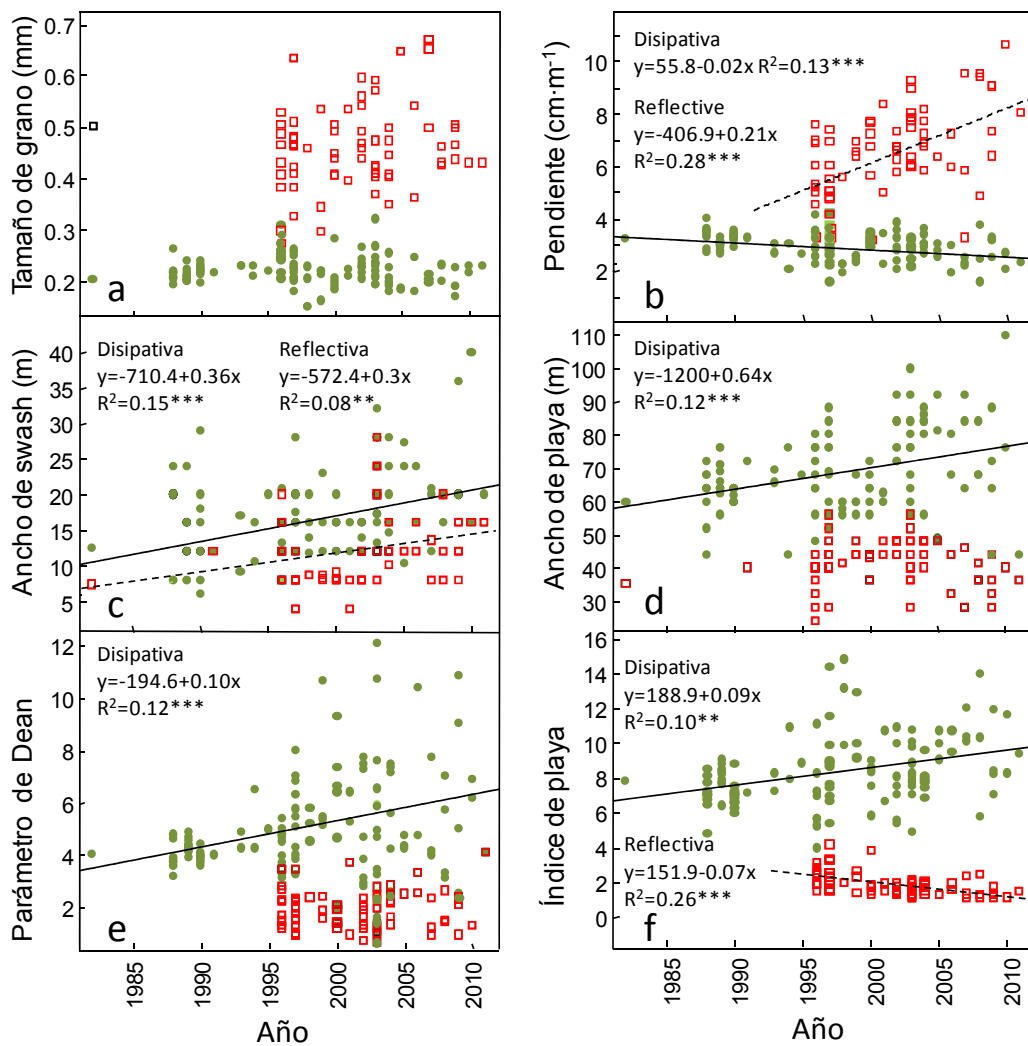 Tamaño de grano (mm)
0.7
0.6
0.5
0.4
0.3
0.2
a
Pendiente (cm·m⁻¹)
10
8
6
4
2
Disipativa
y=55.8-0.02x R²=0.13***
Reflective
y=-406.9+0.21x
R²=0.28***
b
Ancho de swash (m)
40
35
30
25
20
15
10
5
Disipativa
y=-710.4+0.36x
R²=0.15***
Reflectiva
y=-572.4+0.3x
R²=0.08**
c
Ancho de playa (m)
110
100
90
80
70
60
50
40
30
Disipativa
y=-1200+0.64x
R²=0.12***
d
Parámetro de Dean
12
10
8
6
4
2
Disipativa
y=-194.6+0.10x
R²=0.12***
e
1985
1990
1995
2000
2005
2010
Año
Índice de playa
16
14
12
10
8
6
4
2
0
Disipativa
y=188.9+0.09x
R²=0.10**
Reflectiva
y=151.9-0.07x
R²=0.26***
f
1985
1990
1995
2000
2005
2010
Año